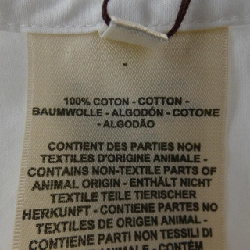 100% COTON - COTTON -
BAUMWOLLE - ALGODÓN - COTONE
- ALGODÃO
CONTIENT DES PARTIES NON
TEXTILES D'ORIGINE ANIMALE -
CONTAINS NON-TEXTILE PARTS OF
ANIMAL ORIGIN - ENTHÄLT NICHT
TEXTILE TEILE TIERISCHER
HERKUNFT - CONTIENE PARTES NO
TEXTILES DE ORIGEN ANIMAL -
CONTIENE PARTI NON TESSILI DI
CONTÉM